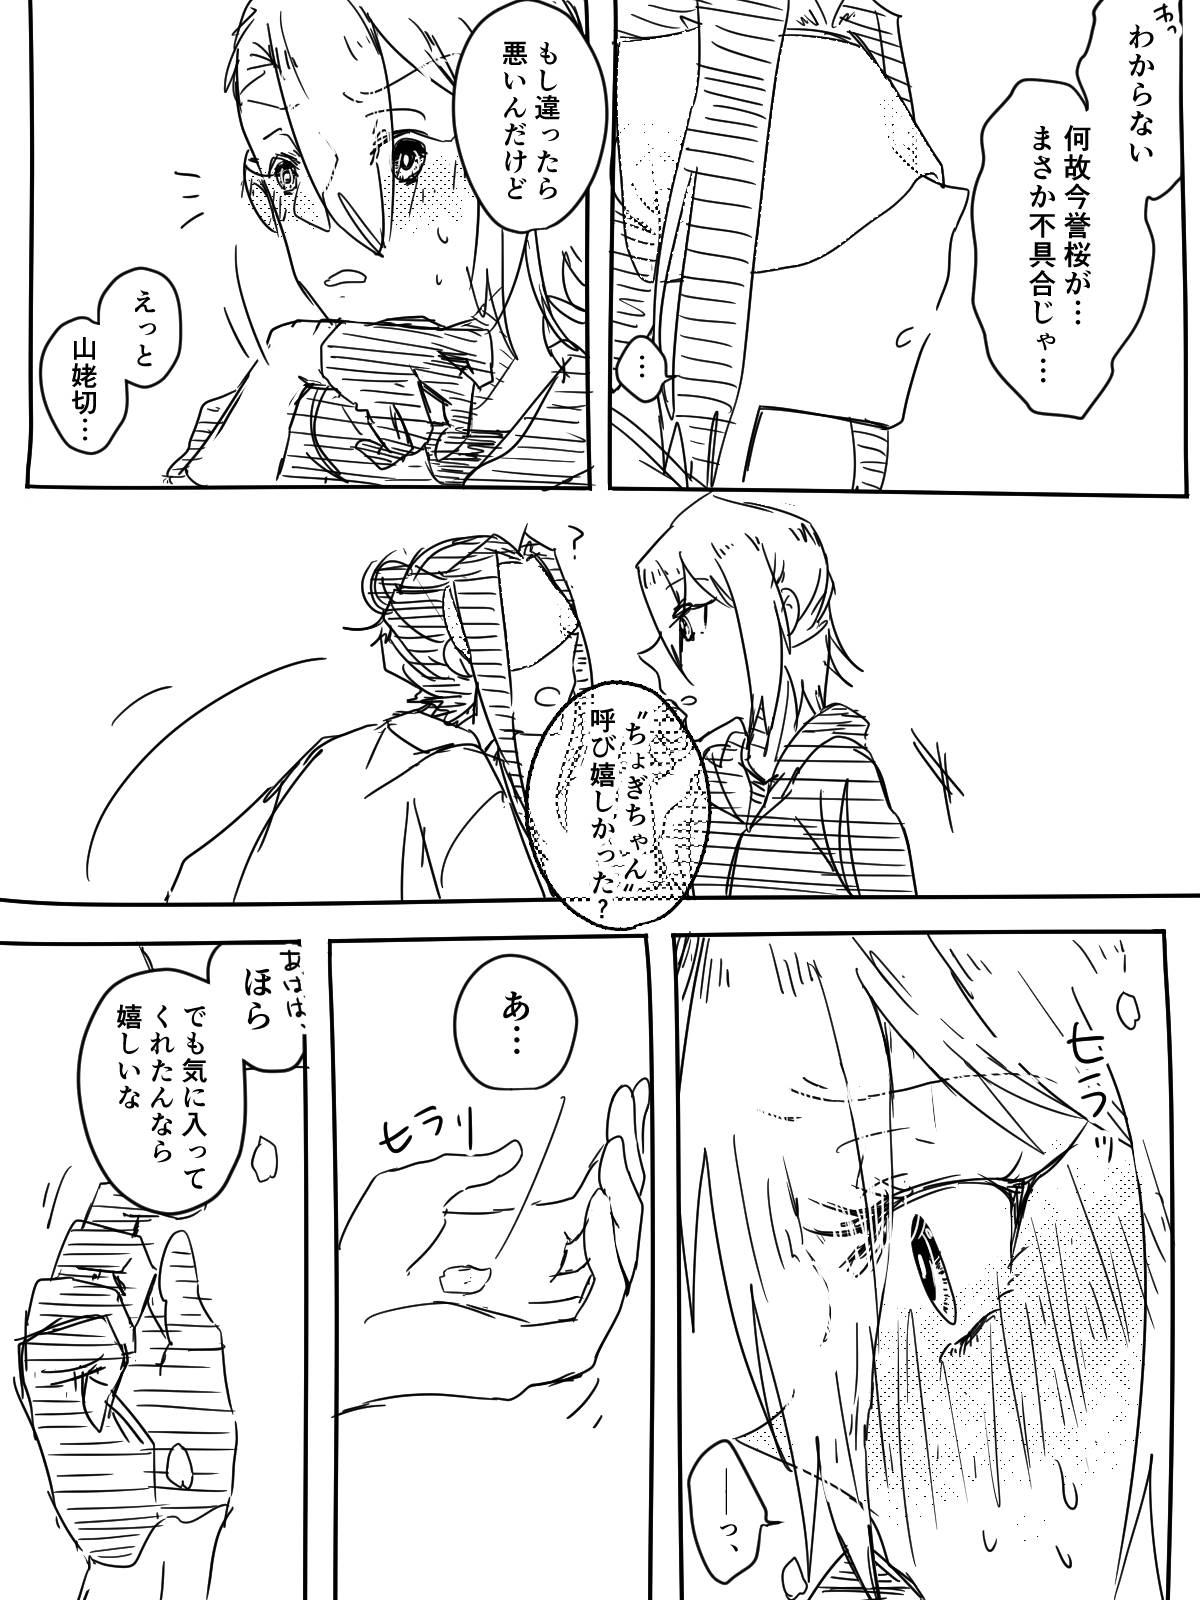 わっ
わからない
何故今誉桜が…
まさか不具合じゃ…
…
もし違ったら
悪いんだけど
えっと
山姥切…
?
〝ちょぎちゃん〟
呼び嬉しかった?
ヒラッ
──っ、
あ…
ヒラリ
あはは、
ほら
でも気に入って
くれたんなら
嬉しいな